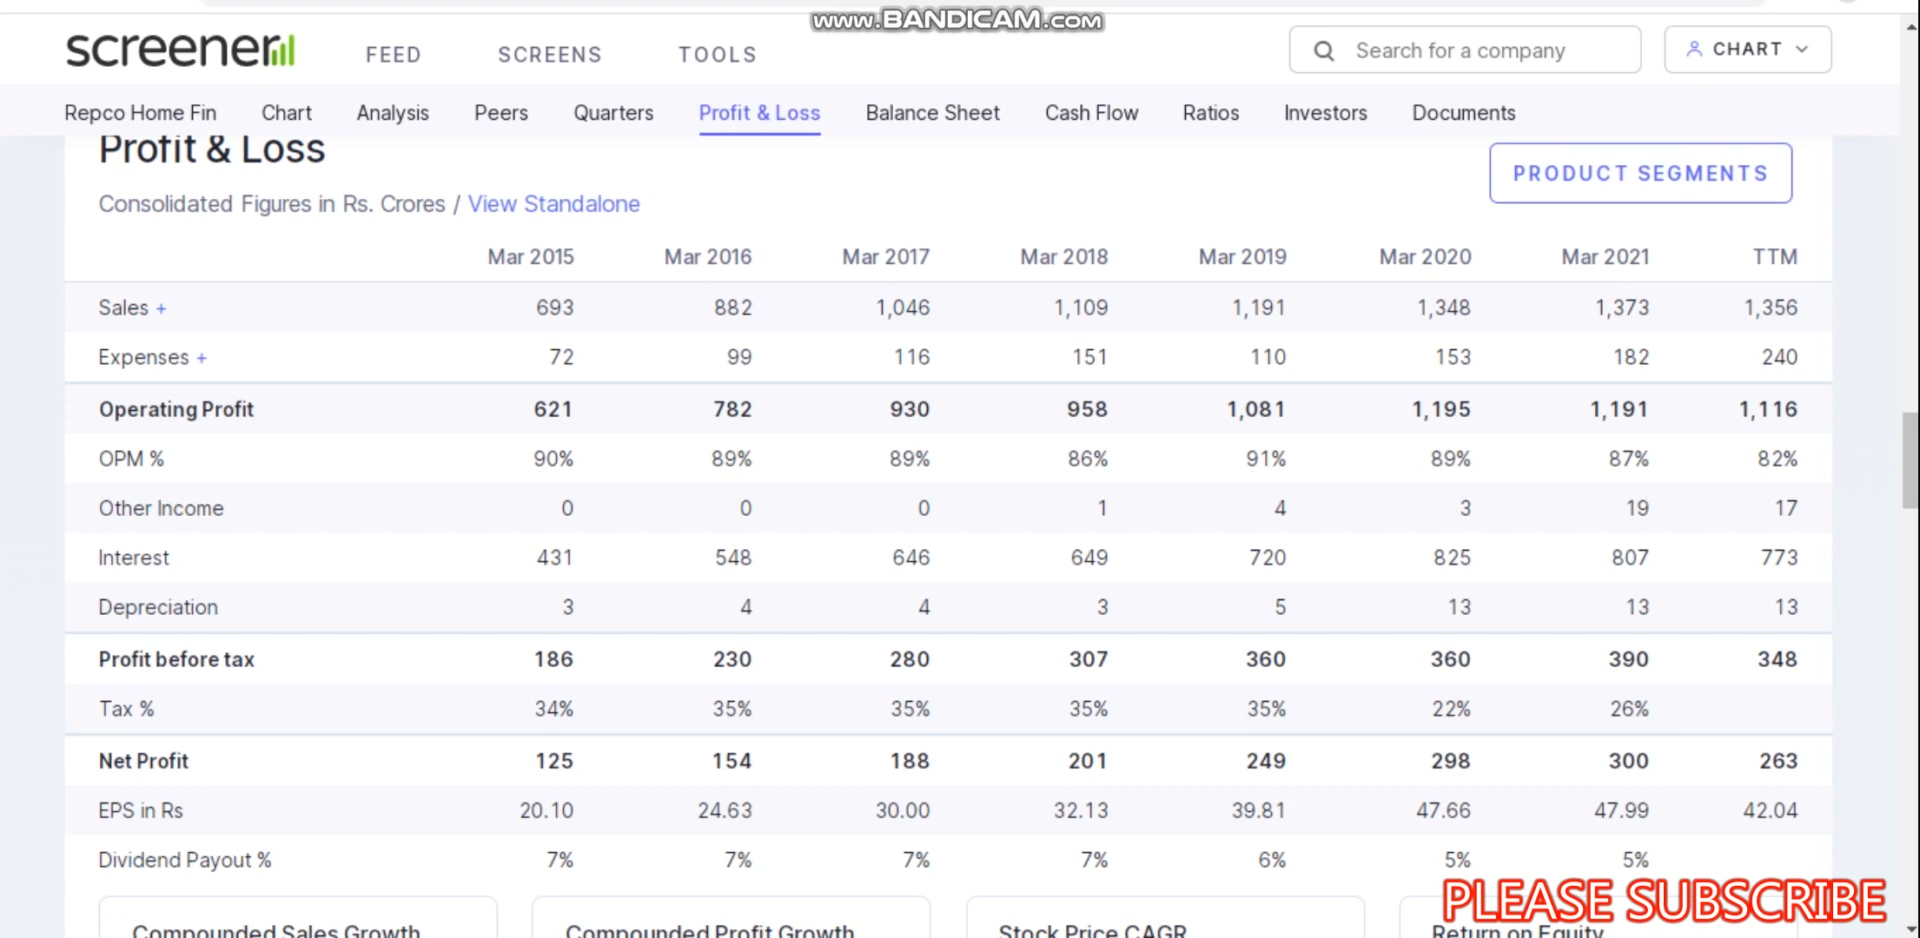 www.BANDICAM.com
screener
FEED SCREENS TOOLS Search for a company CHART
Repco Home Fin Chart Analysis Peers Quarters Profit & Loss Balance Sheet Cash Flow Ratios Investors Documents
Profit & Loss
PRODUCT SEGMENTS
Consolidated Figures in Rs. Crores / View Standalone
Mar 2015 Mar 2016 Mar 2017 Mar 2018 Mar 2019 Mar 2020 Mar 2021 TTM
Sales + 693 882 1,046 1,109 1,191 1,348 1,373 1,356
Expenses + 72 99 116 151 110 153 182 240
Operating Profit 621 782 930 958 1,081 1,195 1,191 1,116
OPM % 90% 89% 89% 86% 91% 89% 87% 82%
Other Income 0 0 0 1 4 3 19 17
Interest 431 548 646 649 720 825 807 773
Depreciation 3 4 4 3 5 13 13 13
Profit before tax 186 230 280 307 360 360 390 348
Tax % 34% 35% 35% 35% 35% 22% 26%
Net Profit 125 154 188 201 249 298 300 263
EPS in Rs 20.10 24.63 30.00 32.13 39.81 47.66 47.99 42.04
Dividend Payout % 7% 7% 7% 7% 6% 5% 5%
PLEASE SUBSCRIBE
Compounded Sales Growth Compounded Profit Growth Stock Price CAGR Return on Equity